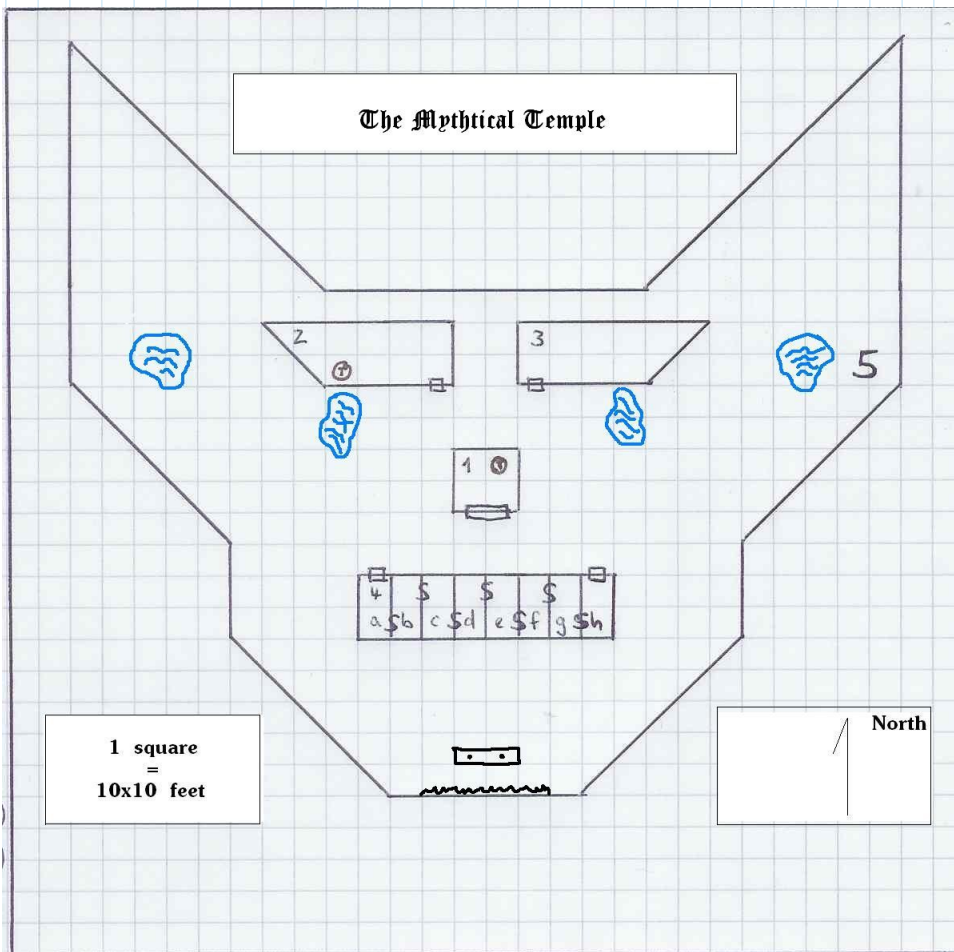 The Mythtical Temple
2
3
5
1
4 S S S
a S b c S d e S f g S h
1 square
=
10x10 feet
North